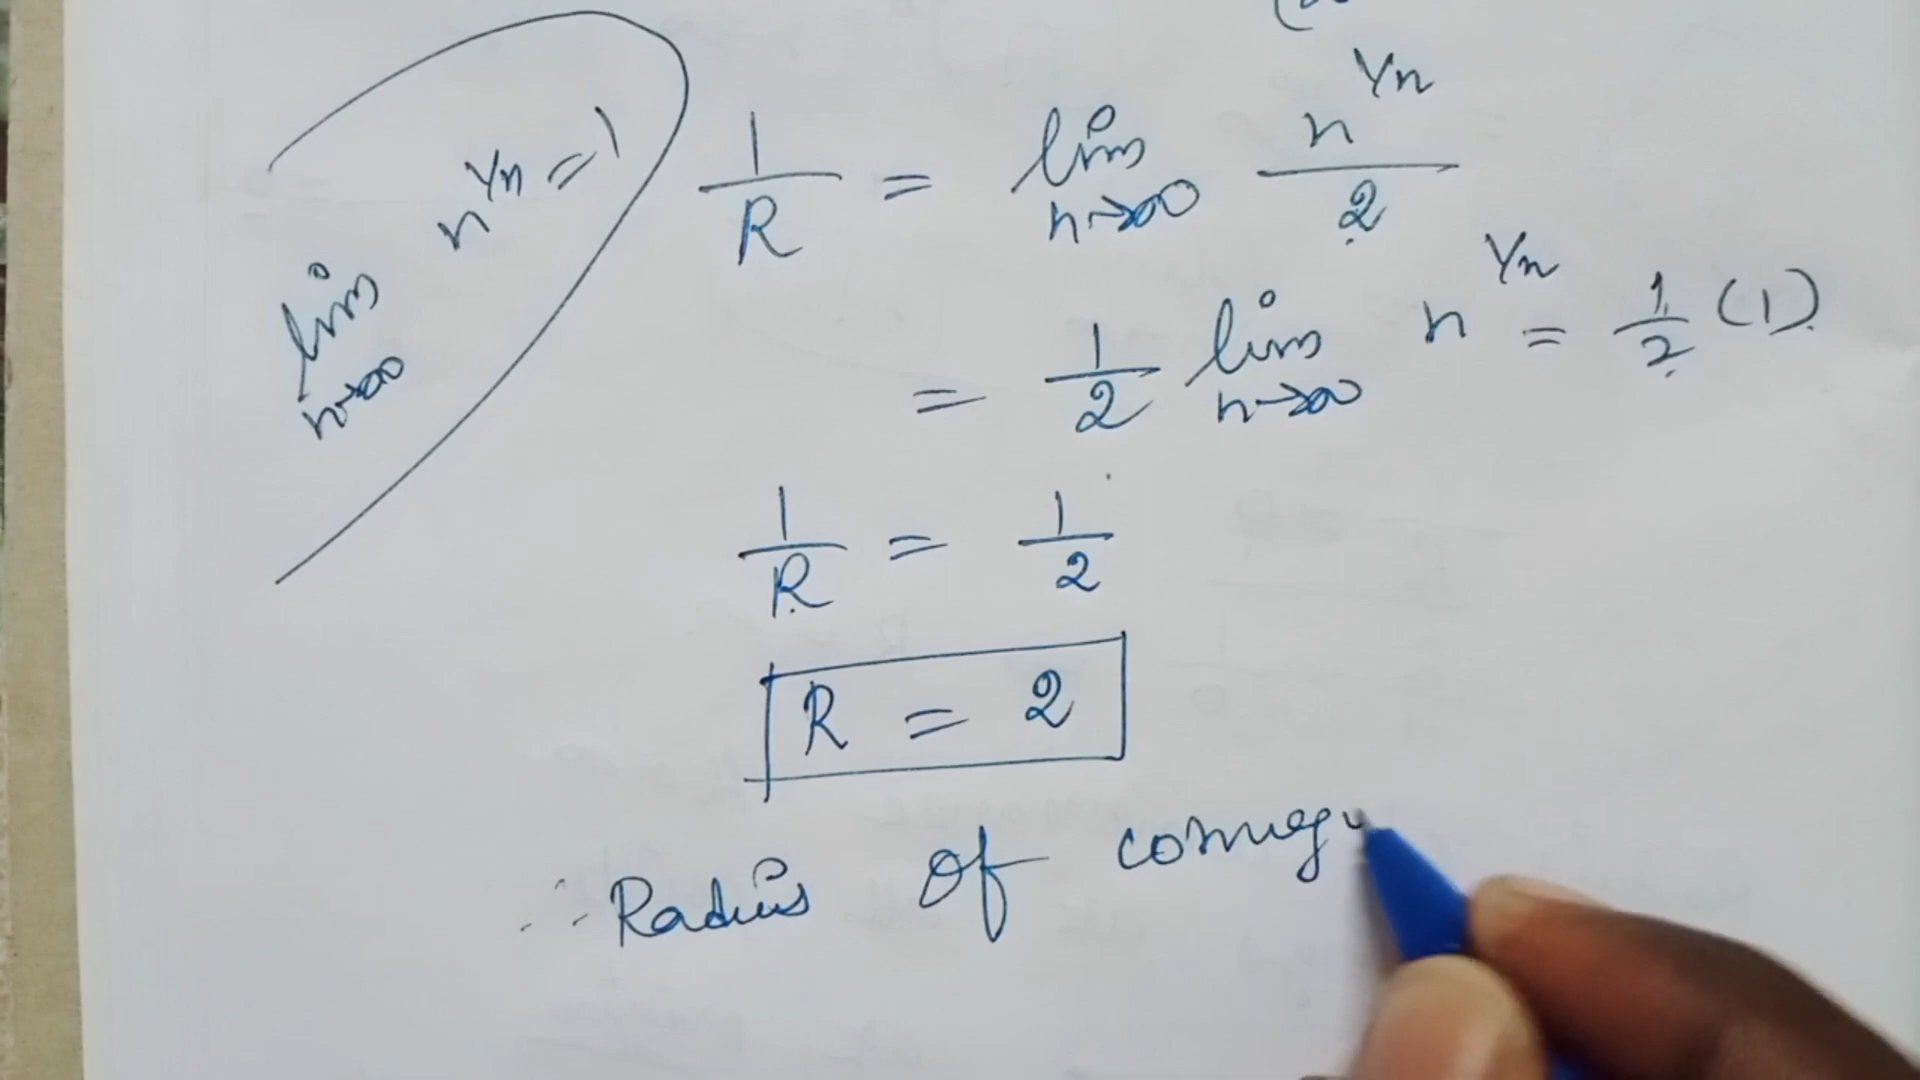 lim n→∞ n^{1/n} = 1
1/R = lim n→∞ n^{1/n}/2
= 1/2 lim n→∞ n^{1/n} = 1/2 (1)
1/R = 1/2
R = 2
∴ Radius of